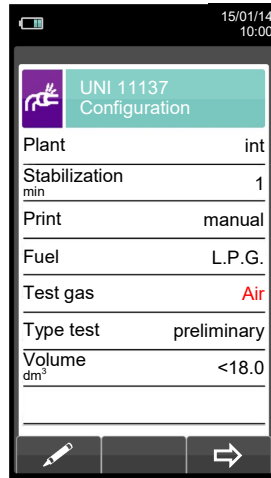 15/01/14
10:00
UNI 11137
Configuration
Plant int
Stabilization
min 1
Print manual
Fuel L.P.G.
Test gas Air
Type test preliminary
Volume
dm³ <18.0